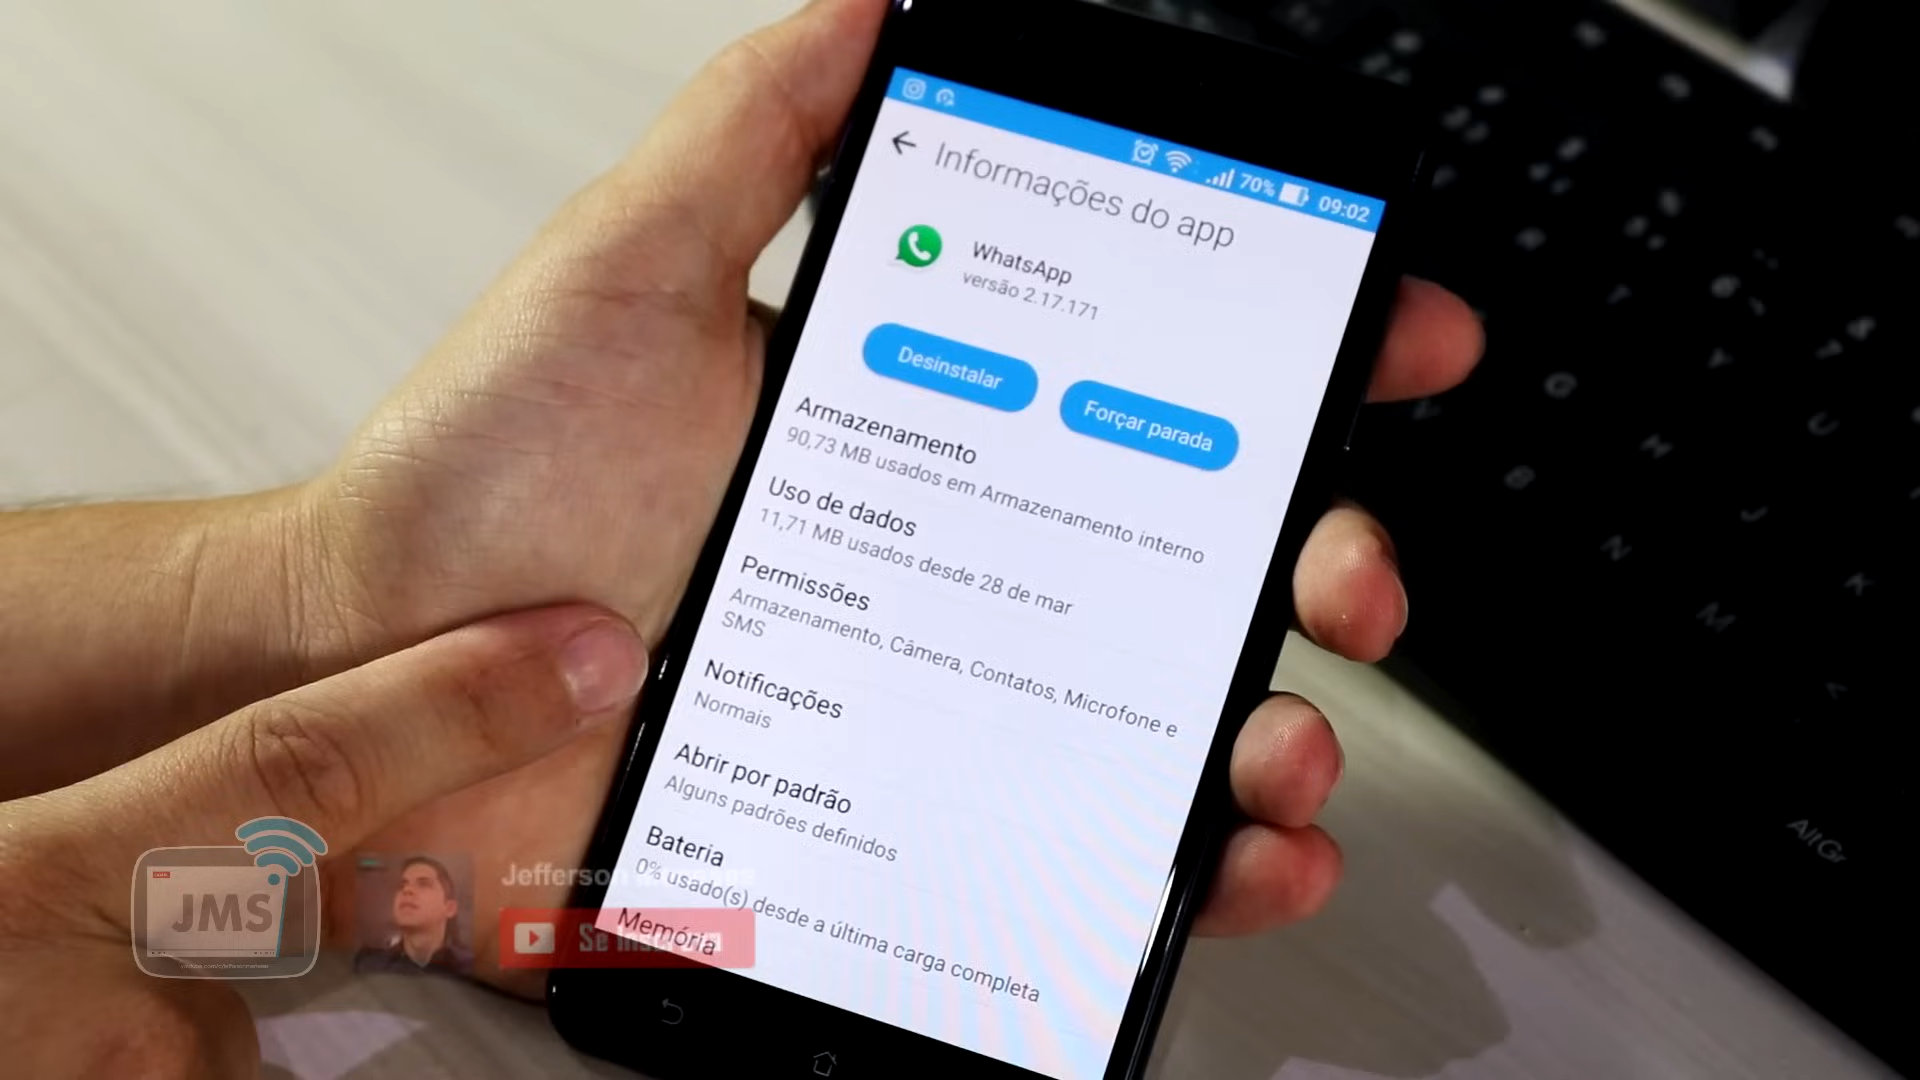 70% 09:02
Informações do app
WhatsApp
versão 2.17.171
Desinstalar
Forçar parada
Armazenamento
90,73 MB usados em Armazenamento interno
Uso de dados
11,71 MB usados desde 28 de mar
Permissões
Armazenamento, Câmera, Contatos, Microfone e
SMS
Notificações
Normais
Abrir por padrão
Alguns padrões definidos
Bateria
0% usado(s) desde a última carga completa
Memória
JMS
Jefferson
Se
AltGr
G
H
J
K
B
N
M